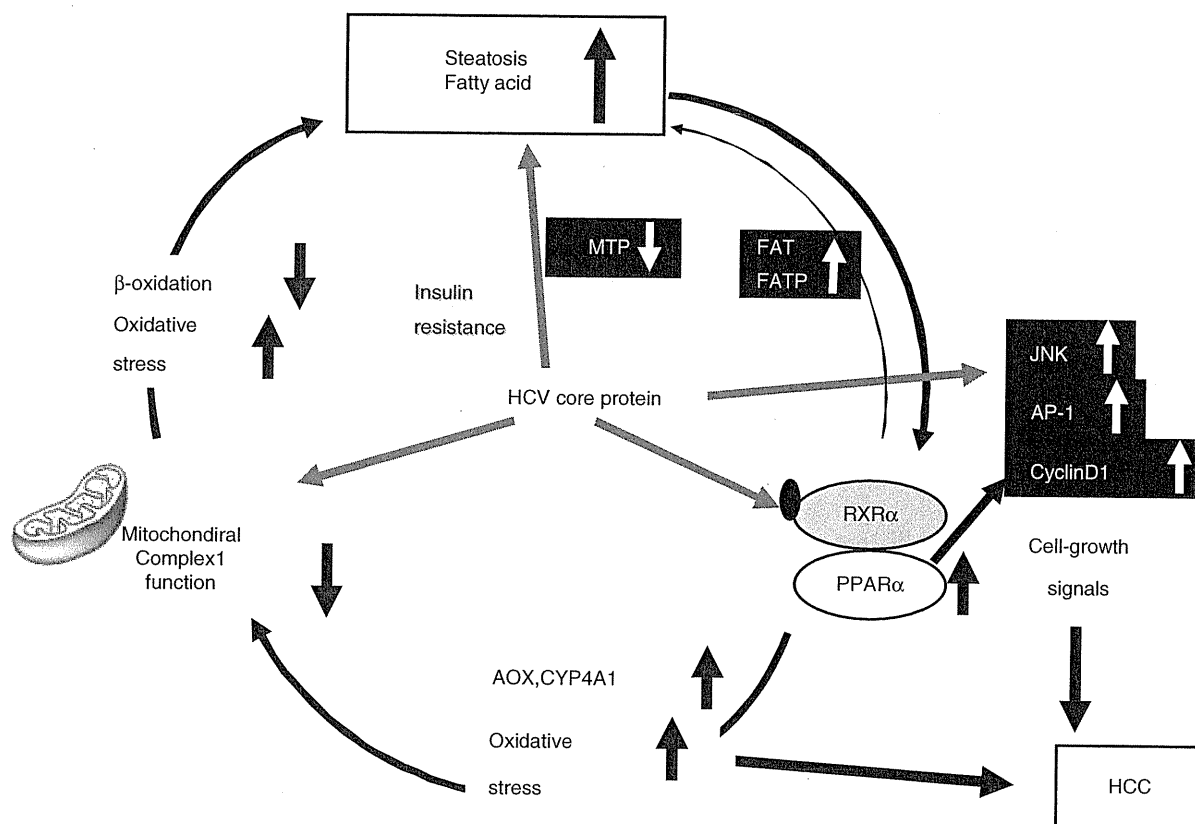 Steatosis
Fatty acid
MTP
FAT
FATP
β-oxidation
Oxidative
stress
Insulin
resistance
JNK
AP-1
CyclinD1
HCV core protein
RXRα
PPARα
Mitochondiral
Complex1
function
Cell-growth
signals
AOX,CYP4A1
Oxidative
stress
HCC